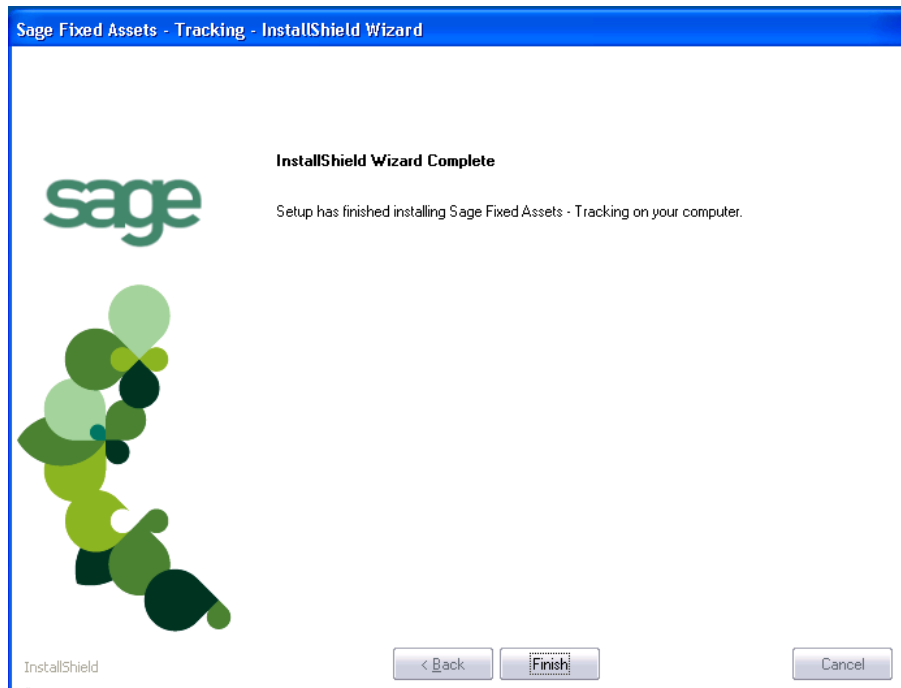 Sage Fixed Assets - Tracking - InstallShield Wizard
InstallShield Wizard Complete
sage
Setup has finished installing Sage Fixed Assets - Tracking on your computer.
InstallShield
< Back
Finish
Cancel